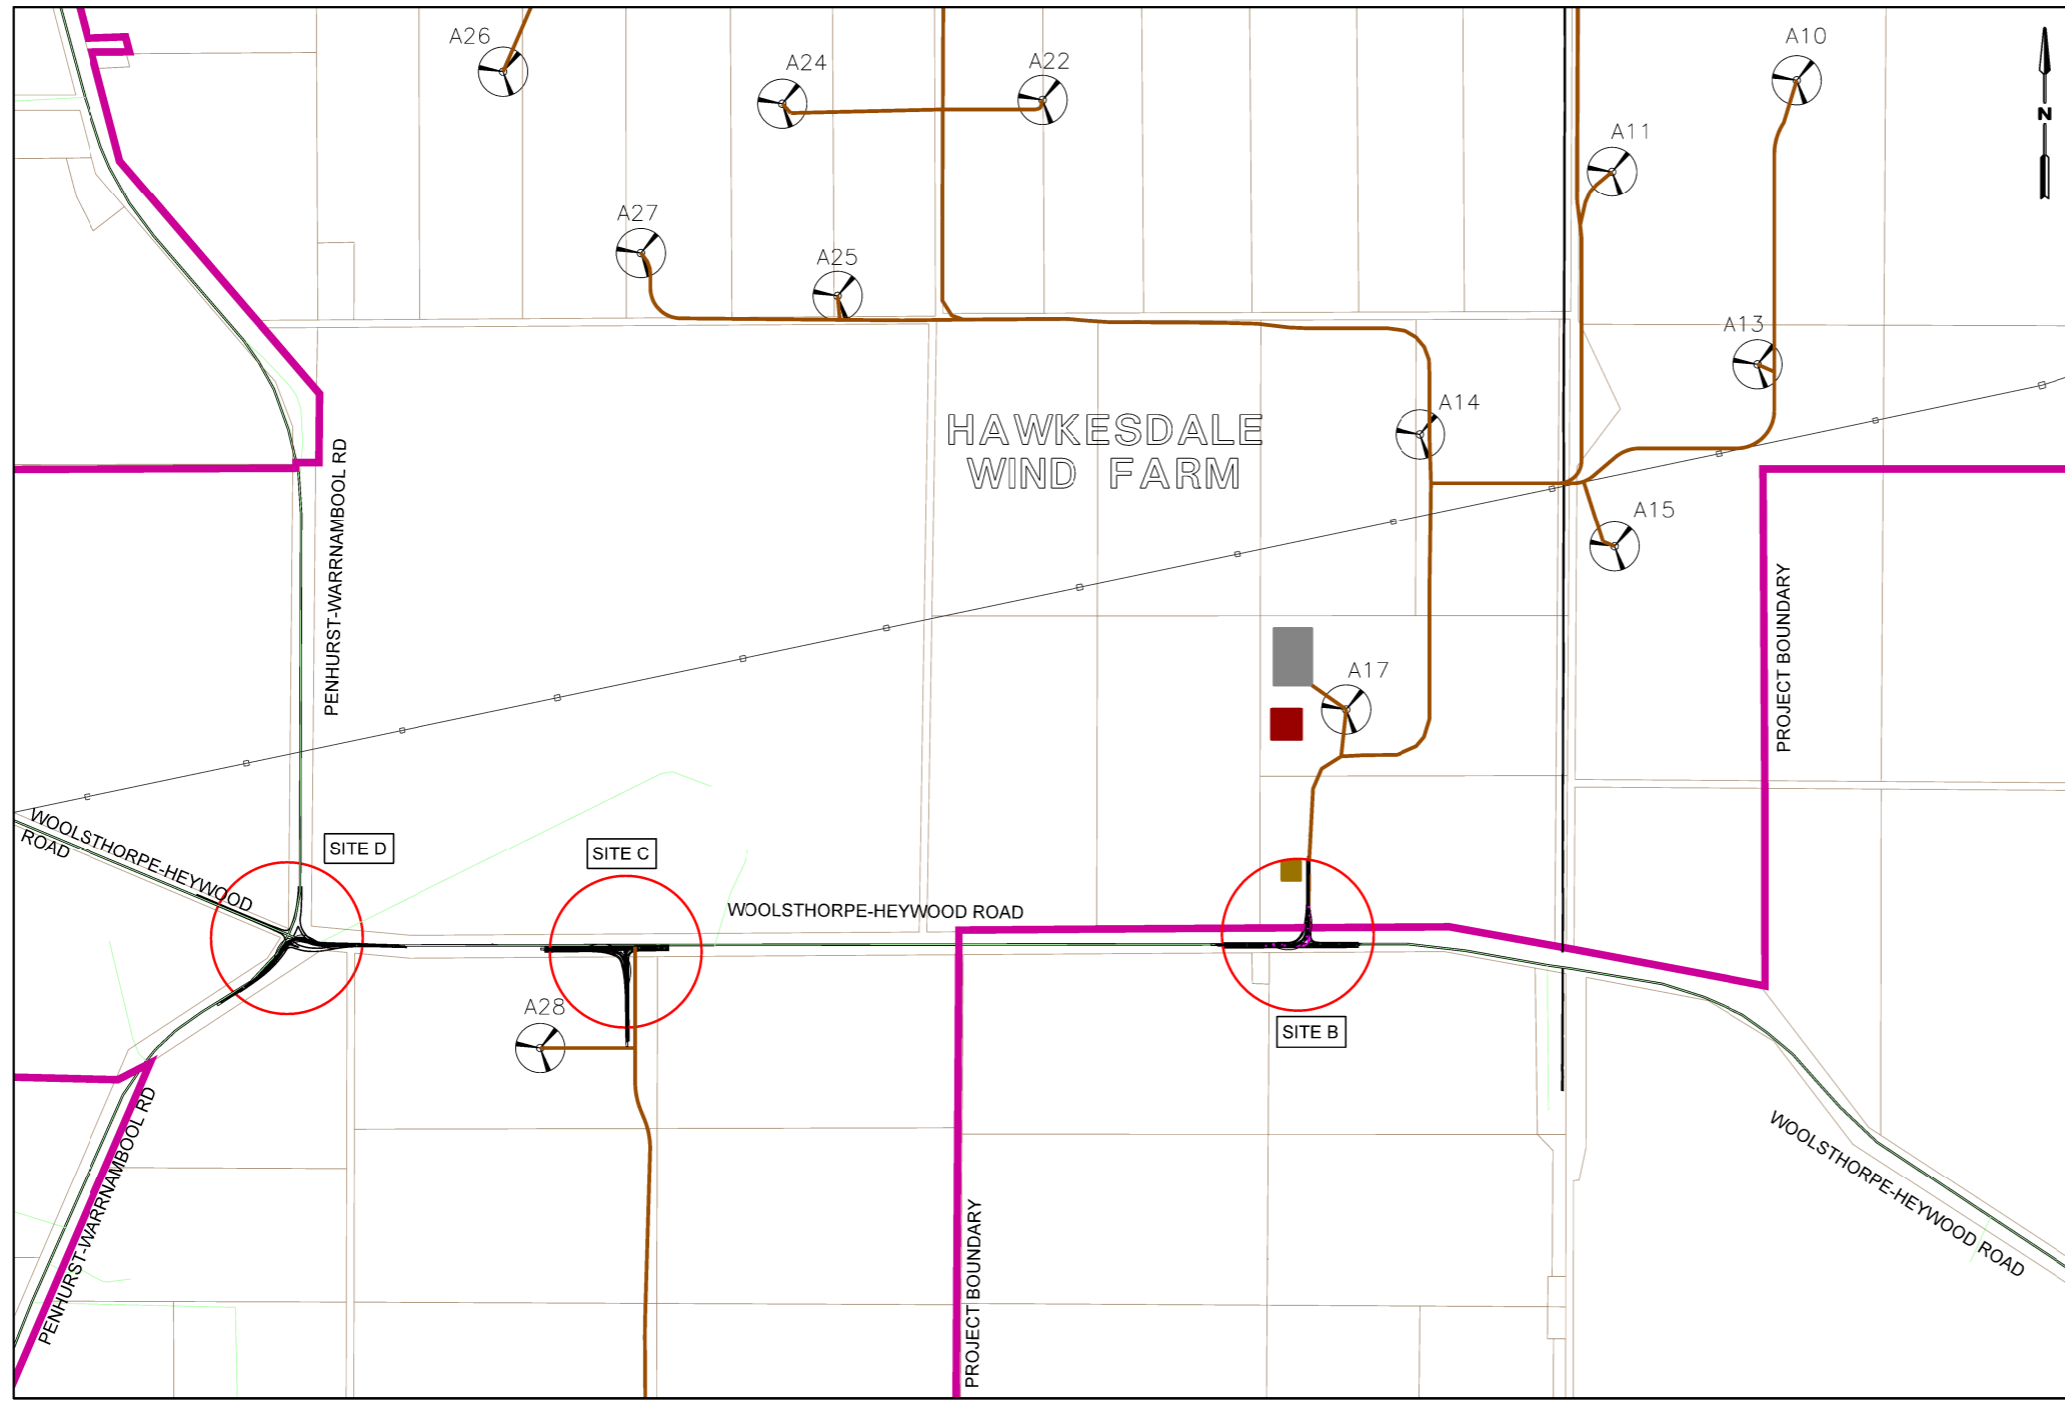 A26
A24
A22
A10
N
A11
A27
A25
A13
A14
HAWKESDALE
WIND FARM
A15
PENHURST-WARRNAMBOOL RD
PROJECT BOUNDARY
A17
WOOLSTHORPE-HEYWOOD
ROAD
SITE D
SITE C
WOOLSTHORPE-HEYWOOD ROAD
A28
SITE B
PENHURST-WARRNAMBOOL RD
PROJECT BOUNDARY
WOOLSTHORPE-HEYWOOD ROAD